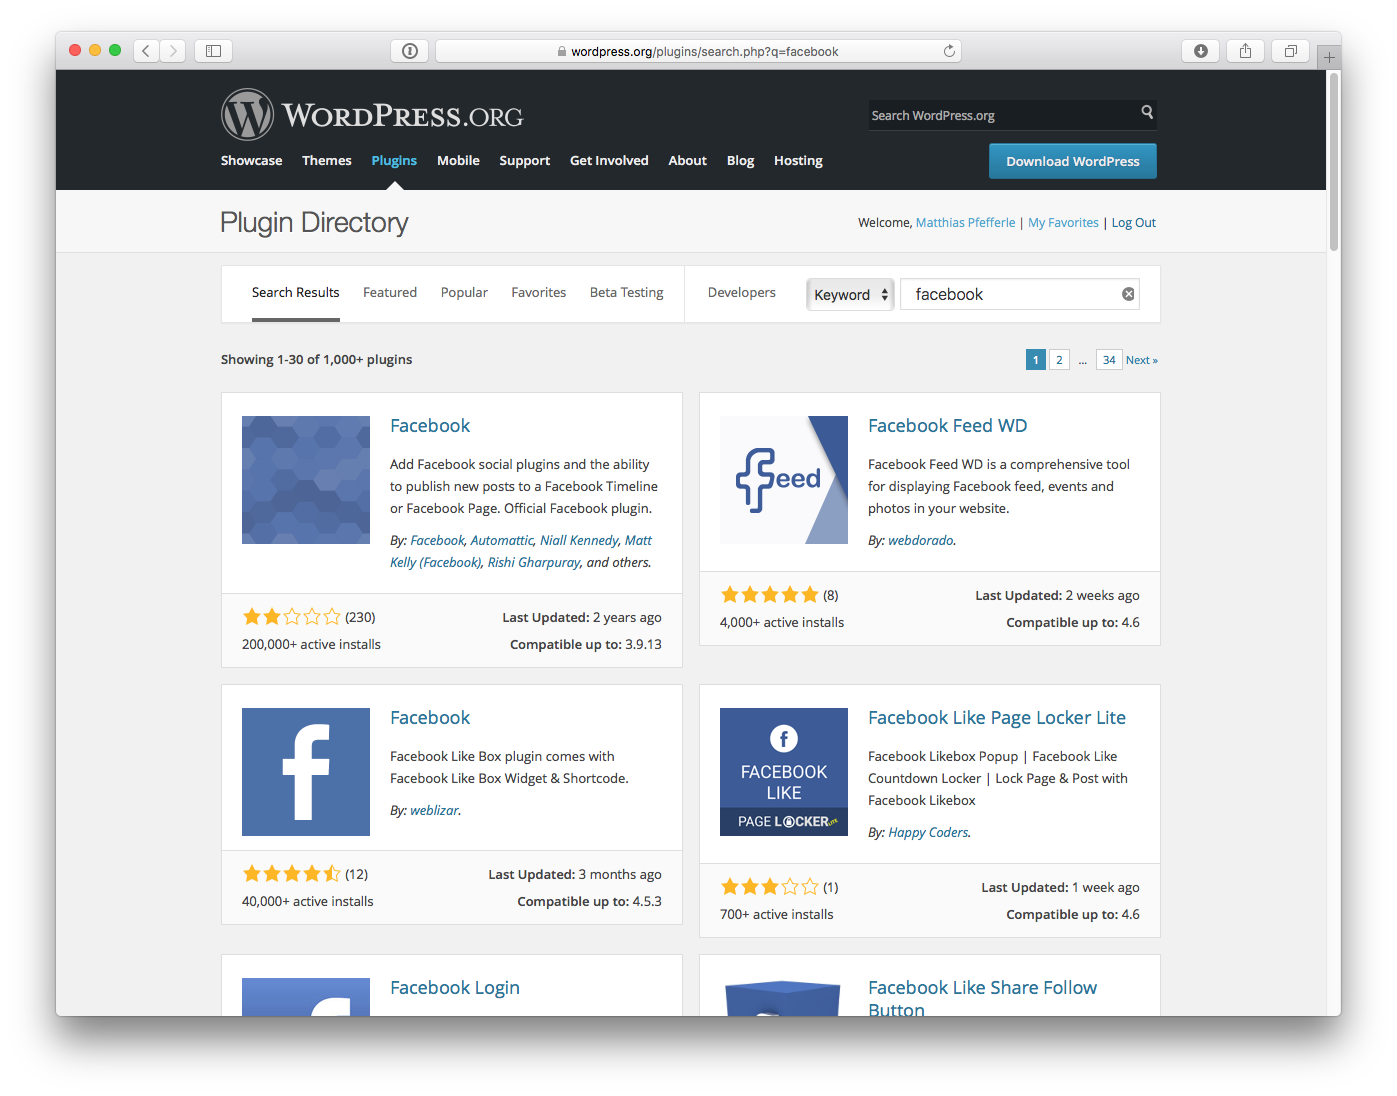 wordpress.org/plugins/search.php?q=facebook
WORDPRESS.ORG
Search WordPress.org
Showcase Themes Plugins Mobile Support Get Involved About Blog Hosting
Download WordPress
Plugin Directory
Welcome, Matthias Pfefferle | My Favorites | Log Out
Search Results Featured Popular Favorites Beta Testing Developers Keyword facebook
Showing 1-30 of 1,000+ plugins
1 2 ... 34 Next »
Facebook
Add Facebook social plugins and the ability
to publish new posts to a Facebook Timeline
or Facebook Page. Official Facebook plugin.
By: Facebook, Automattic, Niall Kennedy, Matt
Kelly (Facebook), Rishi Gharpuray, and others.
(230)
Last Updated: 2 years ago
200,000+ active installs
Compatible up to: 3.9.13
feed
Facebook Feed WD
Facebook Feed WD is a comprehensive tool
for displaying Facebook feed, events and
photos in your website.
By: webdorado.
(8)
Last Updated: 2 weeks ago
4,000+ active installs
Compatible up to: 4.6
f
Facebook
Facebook Like Box plugin comes with
Facebook Like Box Widget & Shortcode.
By: weblizar.
(12)
Last Updated: 3 months ago
40,000+ active installs
Compatible up to: 4.5.3
f
FACEBOOK
LIKE
PAGE LOCKER LITE
Facebook Like Page Locker Lite
Facebook Likebox Popup | Facebook Like
Countdown Locker | Lock Page & Post with
Facebook Likebox
By: Happy Coders.
(1)
Last Updated: 1 week ago
700+ active installs
Compatible up to: 4.6
Facebook Login
Facebook Like Share Follow
Button